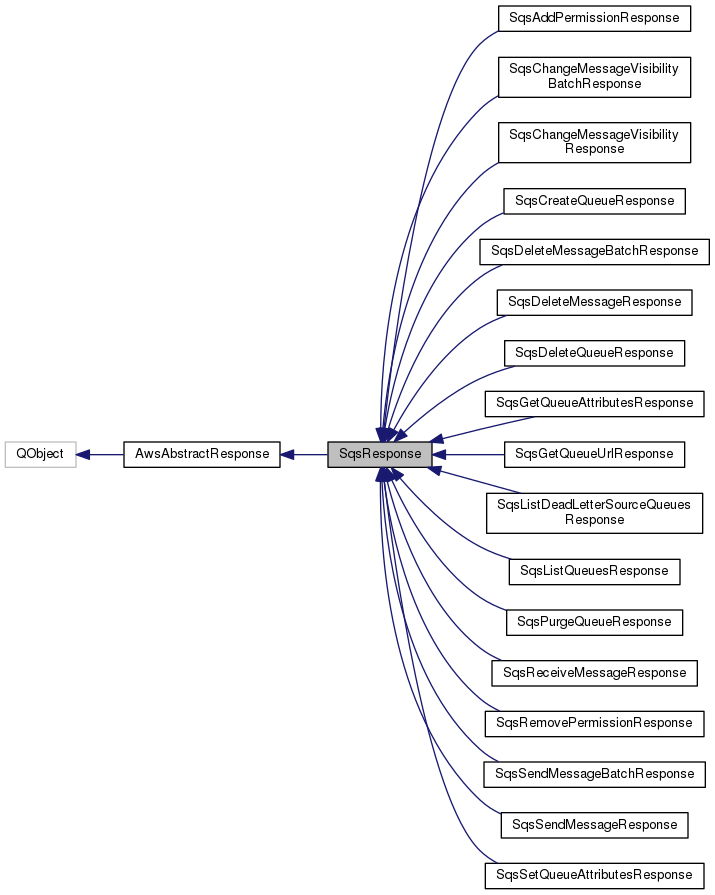 SqsAddPermissionResponse
SqsChangeMessageVisibility
BatchResponse
SqsChangeMessageVisibility
Response
SqsCreateQueueResponse
SqsDeleteMessageBatchResponse
SqsDeleteMessageResponse
SqsDeleteQueueResponse
SqsGetQueueAttributesResponse
QObject
AwsAbstractResponse
SqsResponse
SqsGetQueueUrlResponse
SqsListDeadLetterSourceQueues
Response
SqsListQueuesResponse
SqsPurgeQueueResponse
SqsReceiveMessageResponse
SqsRemovePermissionResponse
SqsSendMessageBatchResponse
SqsSendMessageResponse
SqsSetQueueAttributesResponse